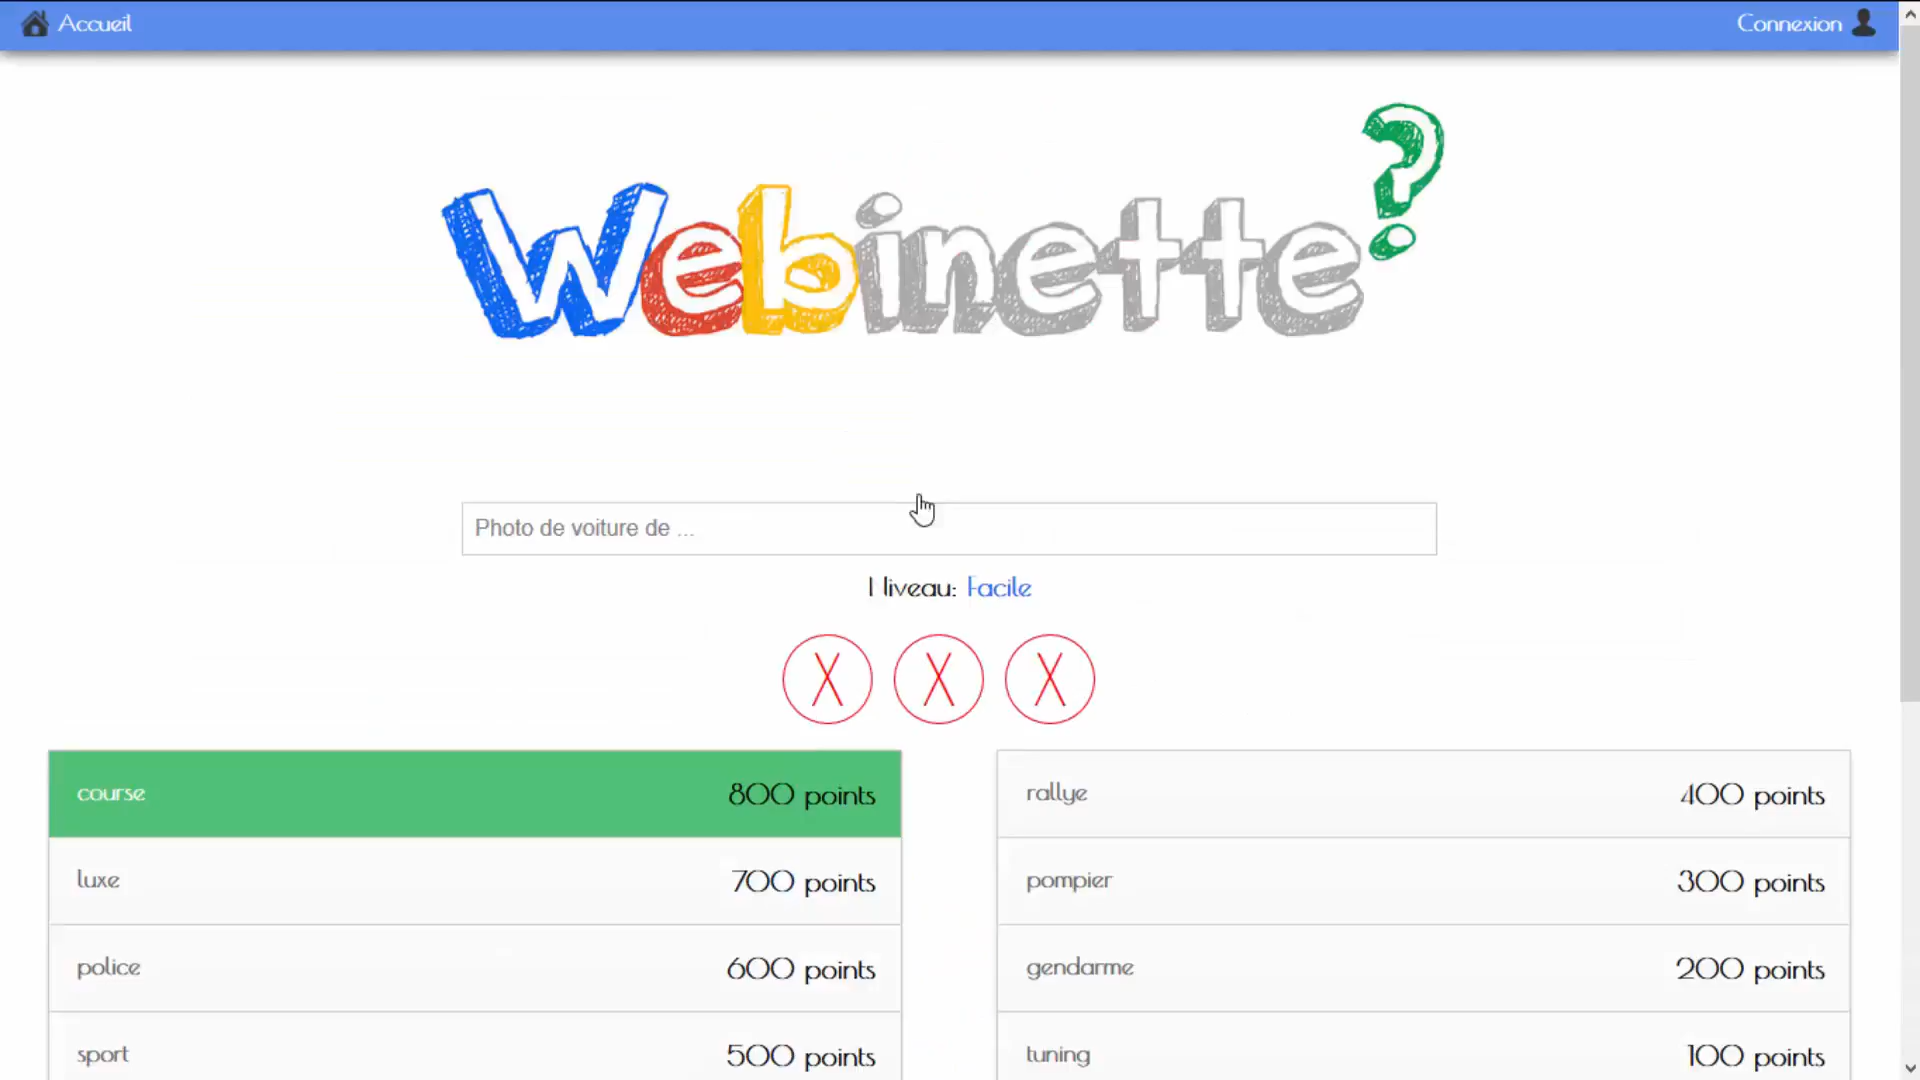 Accueil
Connexion
Webinette?
Photo de voiture de ...
Niveau: Facile
X X X
course 800 points
rallye 400 points
luxe 700 points
pompier 300 points
police 600 points
gendarme 200 points
sport 500 points
tuning 100 points